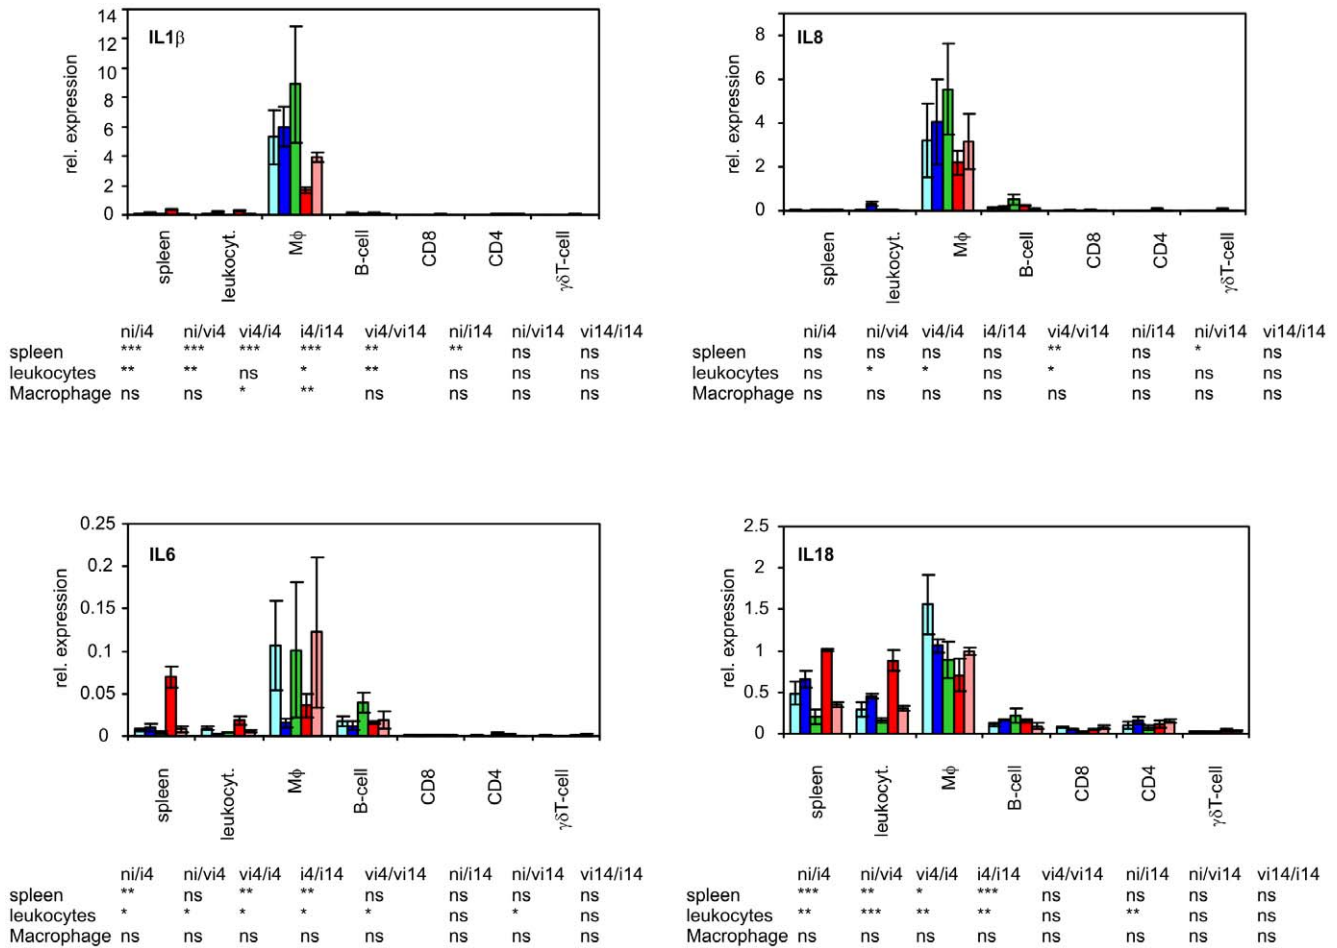 IL1β
rel. expression
14
12
10
8
6
4
2
0
spleen
leukocyt.
Mϕ
B-cell
CD8
CD4
γδT-cell
ni/i4 ni/vi4 vi4/i4 i4/i14 vi4/vi14 ni/i14 ni/vi14 vi14/i14
spleen *** *** *** *** ** ** ns ns
leukocytes ** ** ns * ** ns ns ns
Macrophage ns ns * ** ns ns ns ns
IL8
rel. expression
8
6
4
2
0
spleen
leukocyt.
Mϕ
B-cell
CD8
CD4
γδT-cell
ni/i4 ni/vi4 vi4/i4 i4/i14 vi4/vi14 ni/i14 ni/vi14 vi14/i14
spleen ns ns ns ns ** ns * ns
leukocytes ns * * ns * ns ns ns
Macrophage ns ns ns ns ns ns ns ns
IL6
rel. expression
0.25
0.2
0.15
0.1
0.05
0
spleen
leukocyt.
Mϕ
B-cell
CD8
CD4
γδT-cell
ni/i4 ni/vi4 vi4/i4 i4/i14 vi4/vi14 ni/i14 ni/vi14 vi14/i14
spleen ** ns ** ** ns ns ns ns
leukocytes * * * * * ns * ns
Macrophage ns ns ns ns ns ns ns ns
IL18
rel. expression
2.5
2
1.5
1
0.5
0
spleen
leukocyt.
Mϕ
B-cell
CD8
CD4
γδT-cell
ni/i4 ni/vi4 vi4/i4 i4/i14 vi4/vi14 ni/i14 ni/vi14 vi14/i14
spleen *** ** * *** ns ns ns ns
leukocytes ** *** ** ** ns ** ns ns
Macrophage ns ns ns ns ns ns ns ns